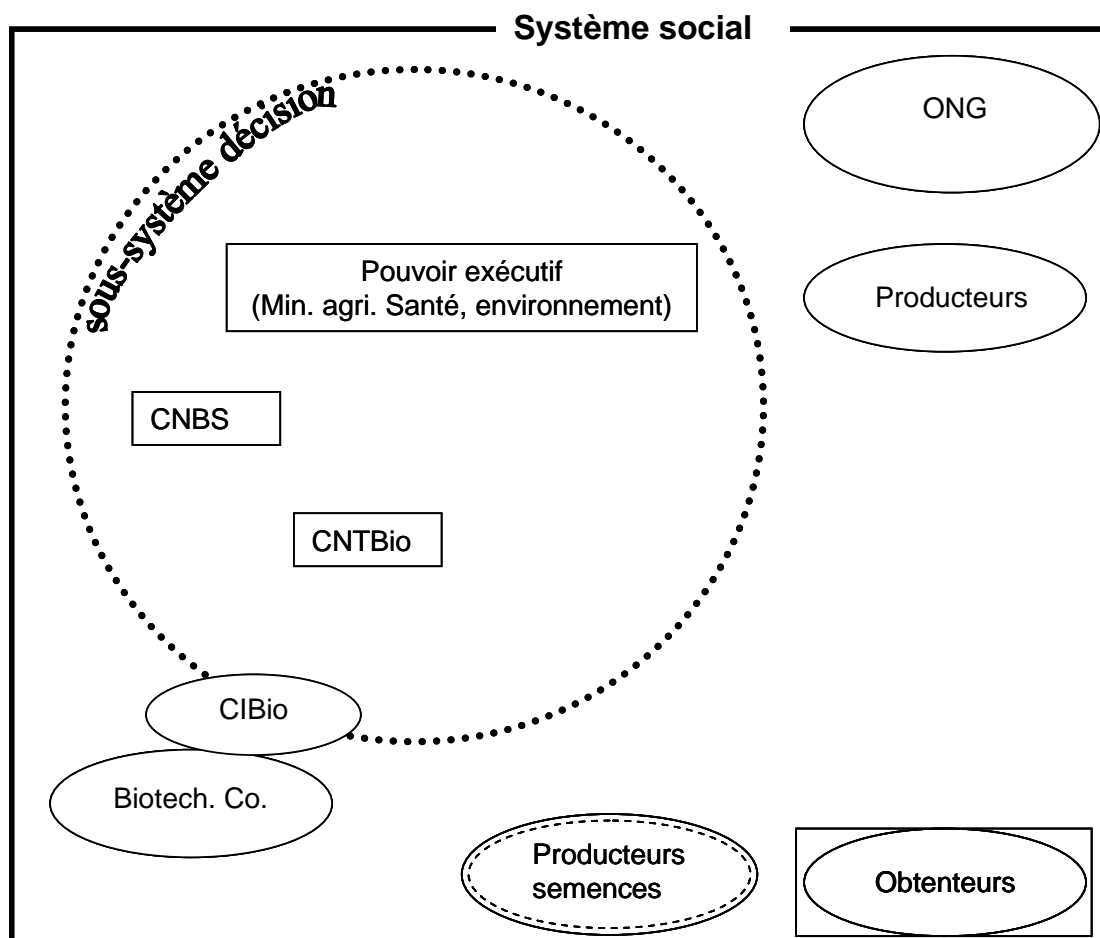 Système social
ONG
sous-système décision
Pouvoir exécutif
(Min. agri. Santé, environnement)
Producteurs
CNBS
CNTBio
CIBio
Biotech. Co.
Producteurs
semences
Obtenteurs